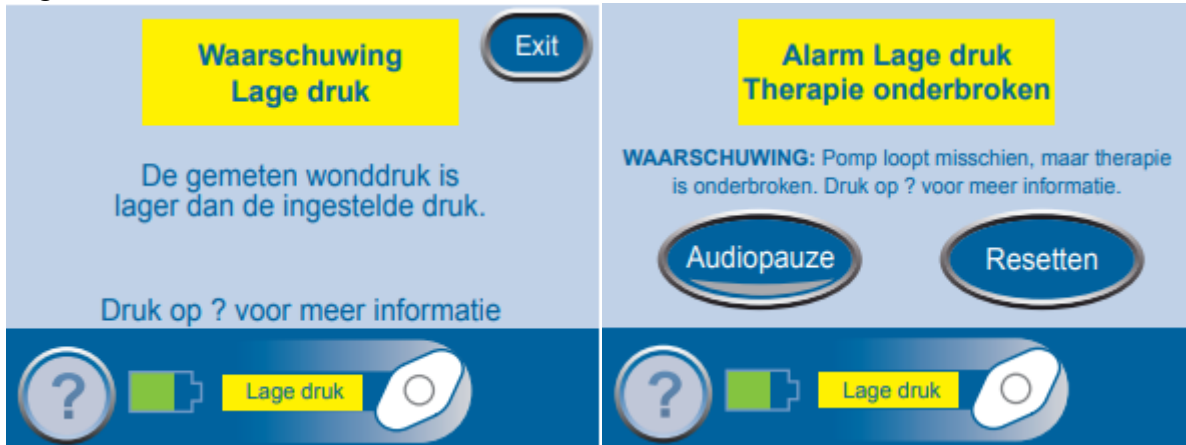 Waarschuwing
Lage druk
Exit
De gemeten wonddruk is
lager dan de ingestelde druk.
Druk op ? voor meer informatie
?
Lage druk
Alarm Lage druk
Therapie onderbroken
WAARSCHUWING: Pomp loopt misschien, maar therapie
is onderbroken. Druk op ? voor meer informatie.
Audiopauze
Resetten
?
Lage druk